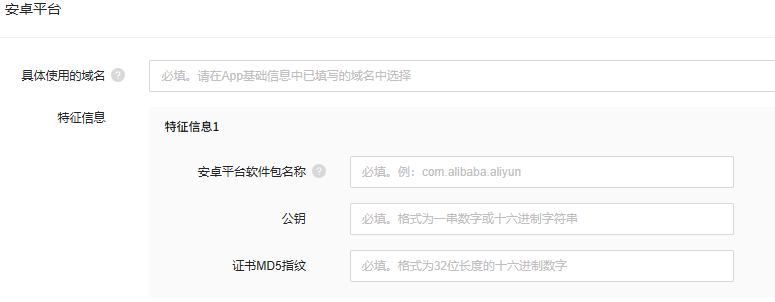 安卓平台
具体使用的域名 ?
必填。请在App基础信息中已填写的域名中选择
特征信息
特征信息1
安卓平台软件包名称 ?
必填。例：com.alibaba.aliyun
公钥
必填。格式为一串数字或十六进制字符串
证书MD5指纹
必填。格式为32位长度的十六进制数字